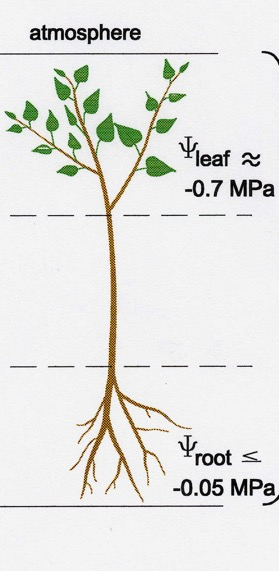 atmosphere
Ψleaf ≈
-0.7 MPa
Ψroot ≤
-0.05 MPa